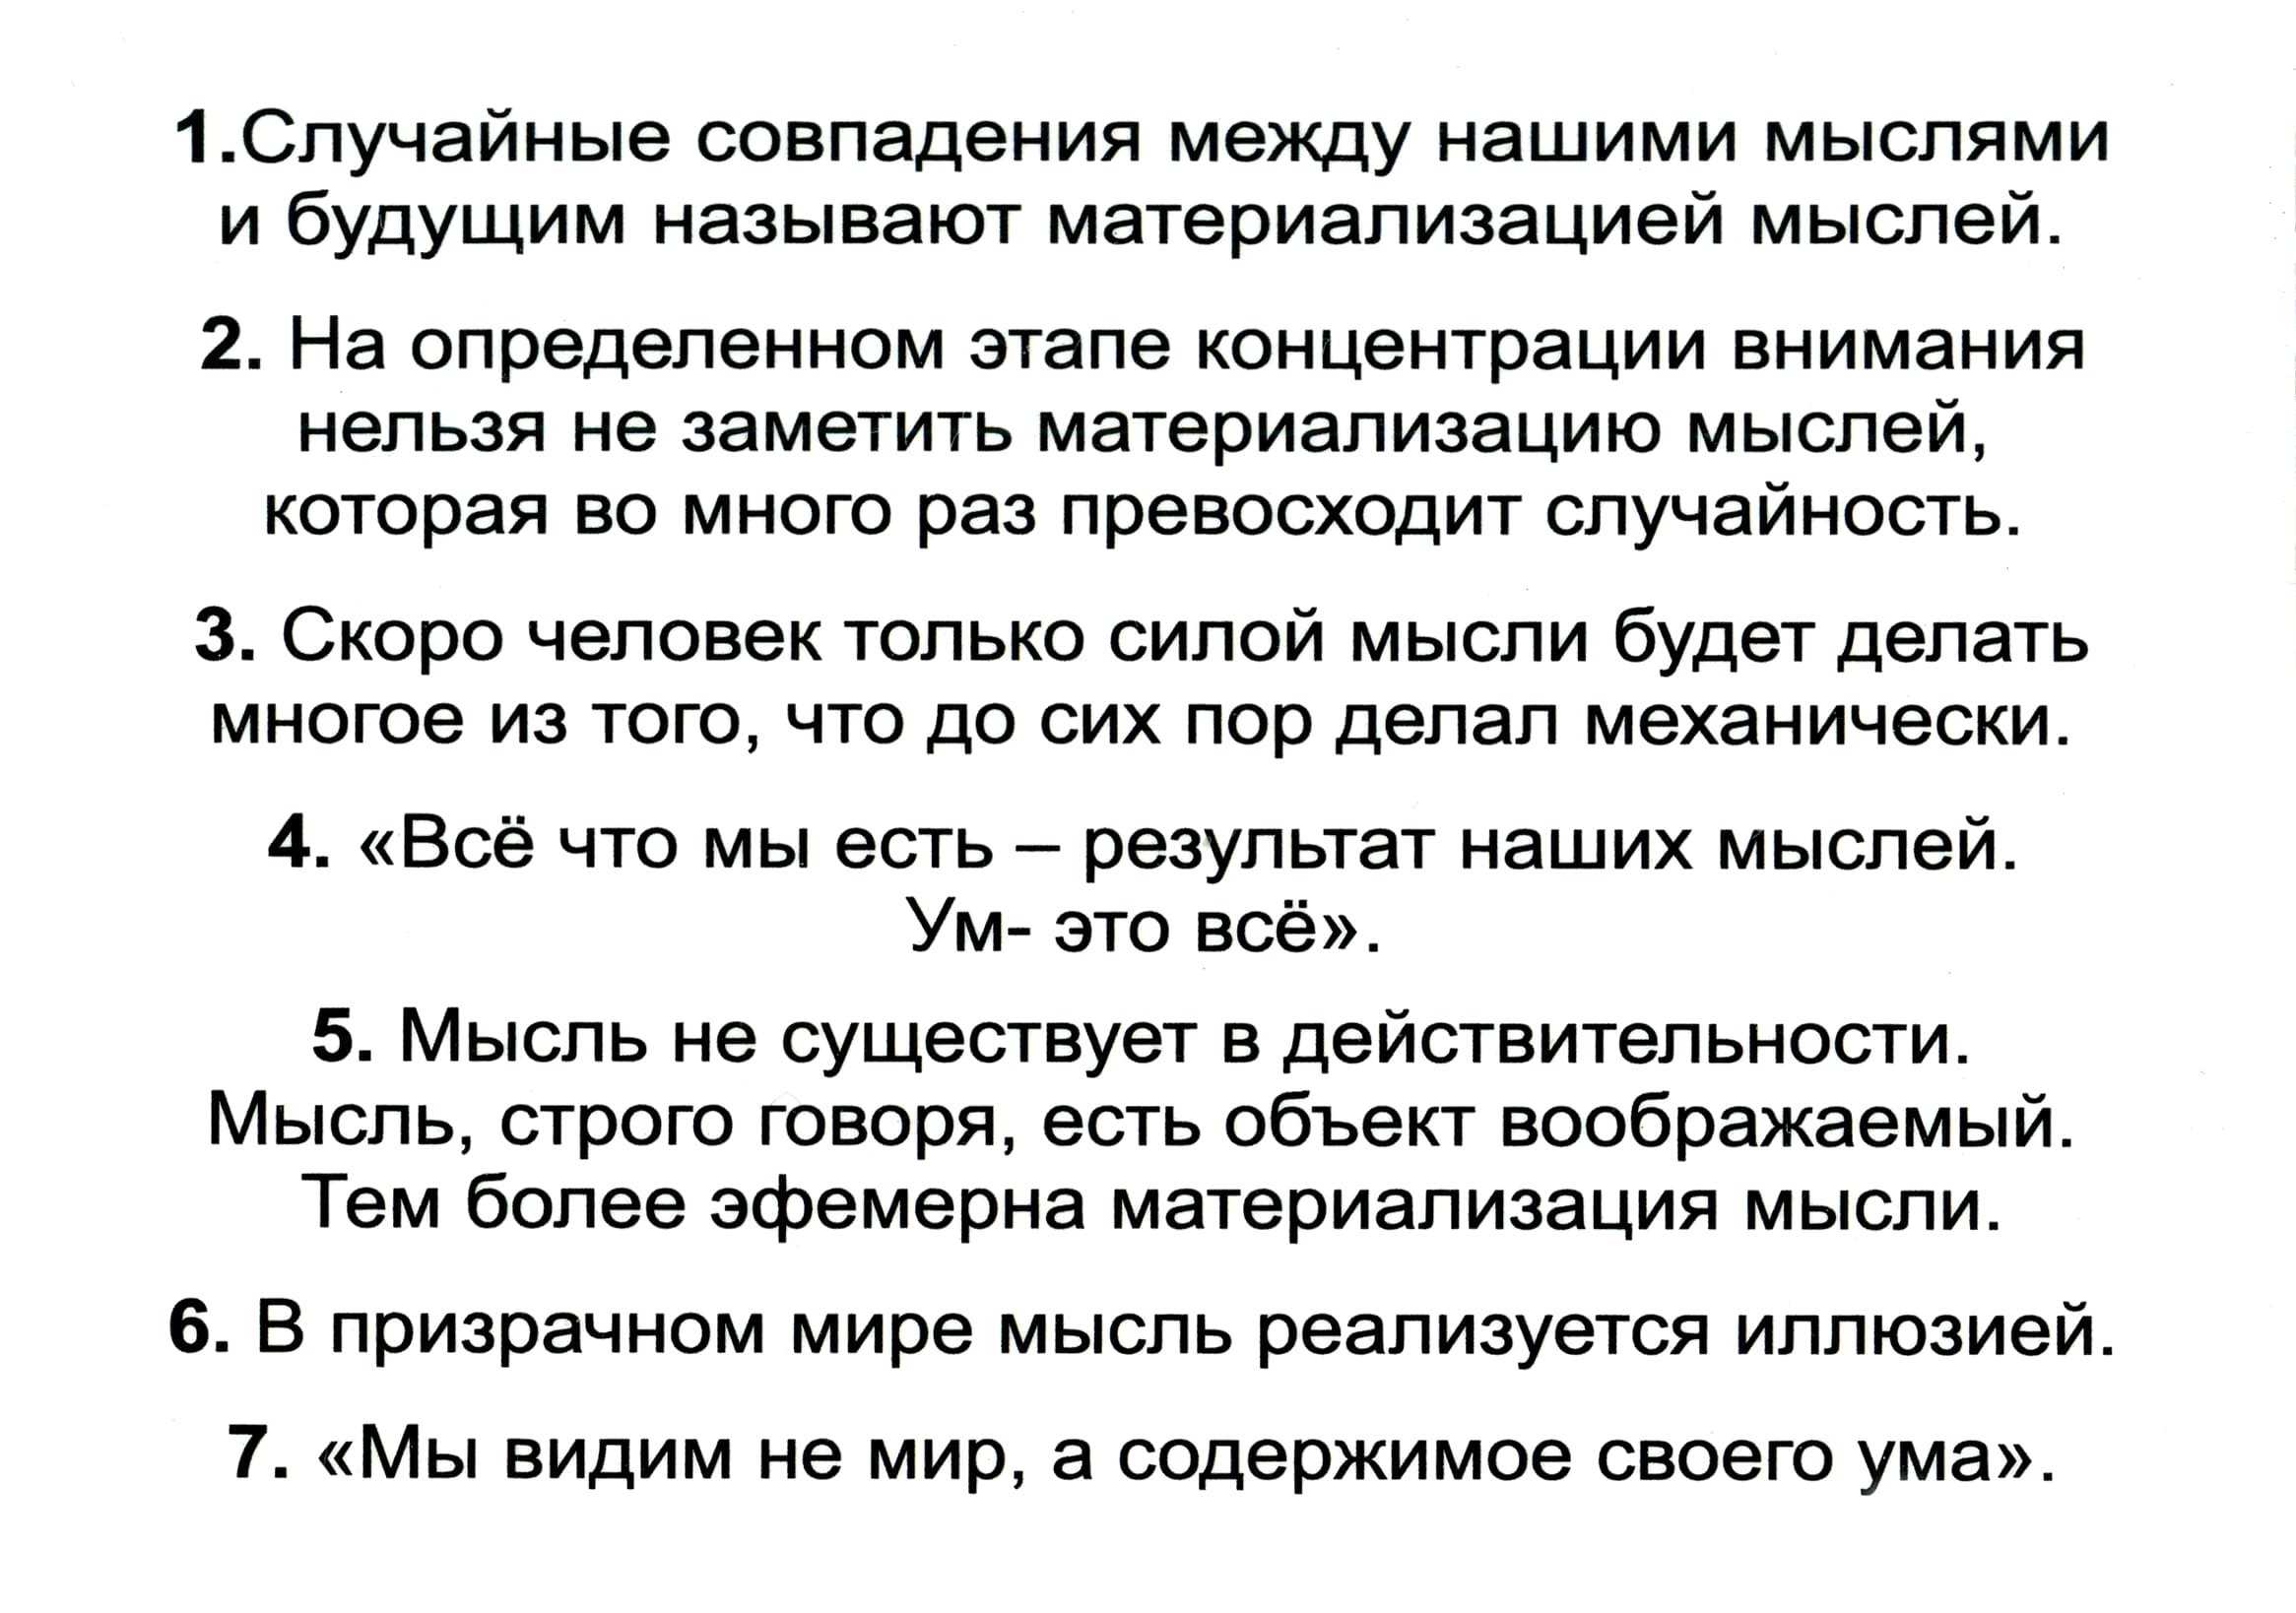 1.Случайные совпадения между нашими мыслями
и будущим называют материализацией мыслей.
2. На определенном этапе концентрации внимания
нельзя не заметить материализацию мыслей,
которая во много раз превосходит случайность.
3. Скоро человек только силой мысли будет делать
многое из того, что до сих пор делал механически.
4. «Всё что мы есть – результат наших мыслей.
Ум- это всё».
5. Мысль не существует в действительности.
Мысль, строго говоря, есть объект воображаемый.
Тем более эфемерна материализация мысли.
6. В призрачном мире мысль реализуется иллюзией.
7. «Мы видим не мир, а содержимое своего ума».